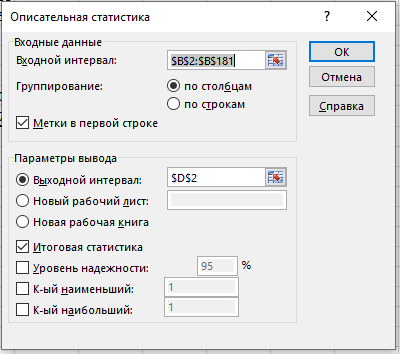 Описательная статистика
Входные данные
Входной интервал: $B$2:$B$181
Группирование: по столбцам
по строкам
Метки в первой строке
OK
Отмена
Справка
Параметры вывода
Выходной интервал: $D$2
Новый рабочий лист:
Новая рабочая книга
Итоговая статистика
Уровень надежности: 95 %
К-ый наименьший: 1
К-ый наибольший: 1